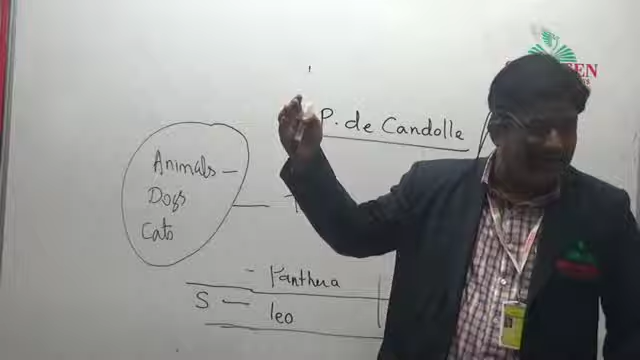 P. de Candolle
Animals –
Dogs
Cats
– Panthera
S — leo